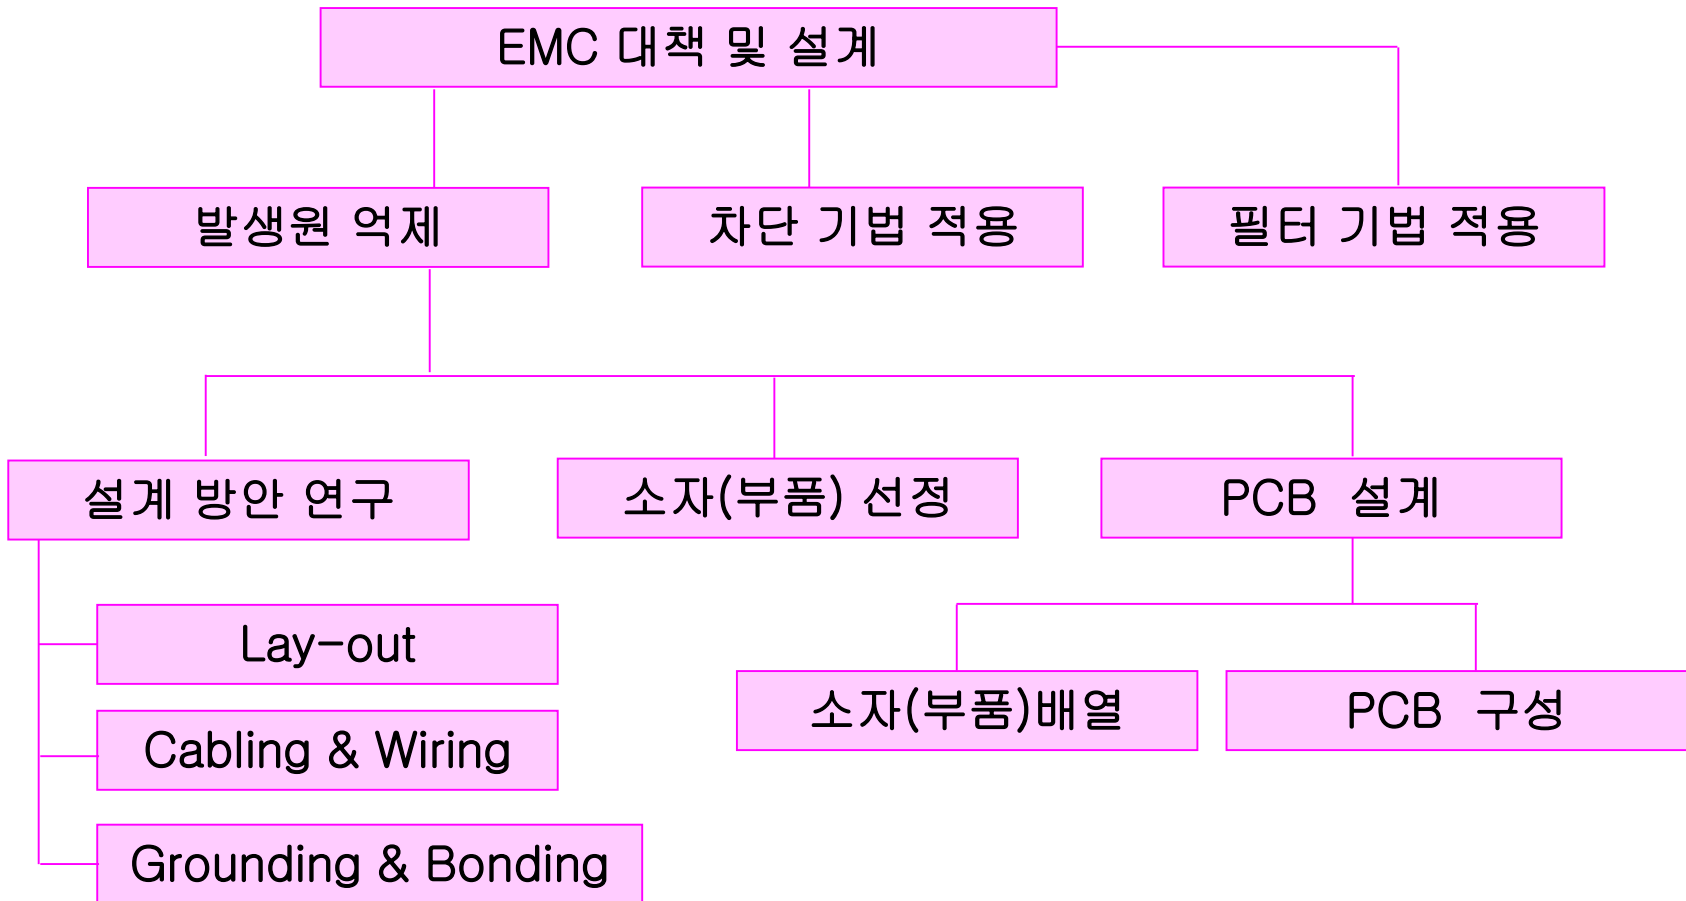 EMC 대책 및 설계
발생원 억제
차단 기법 적용
필터 기법 적용
설계 방안 연구
소자(부품) 선정
PCB 설계
Lay-out
Cabling & Wiring
Grounding & Bonding
소자(부품)배열
PCB 구성